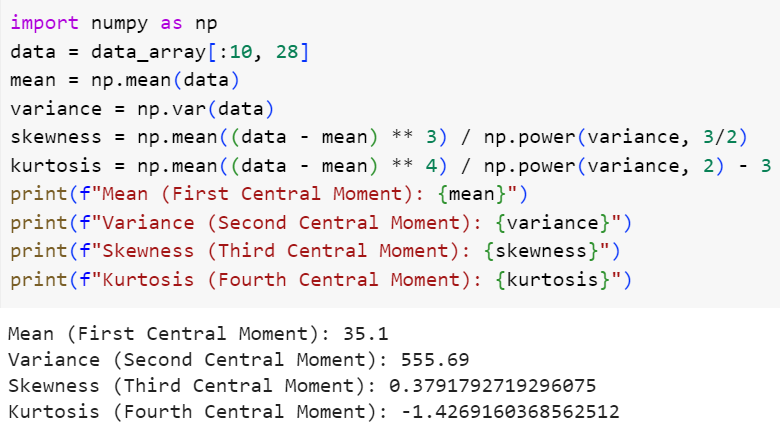 import numpy as np
data = data_array[:10, 28]
mean = np.mean(data)
variance = np.var(data)
skewness = np.mean((data - mean) ** 3) / np.power(variance, 3/2)
kurtosis = np.mean((data - mean) ** 4) / np.power(variance, 2) - 3
print(f"Mean (First Central Moment): {mean}")
print(f"Variance (Second Central Moment): {variance}")
print(f"Skewness (Third Central Moment): {skewness}")
print(f"Kurtosis (Fourth Central Moment): {kurtosis}")
Mean (First Central Moment): 35.1
Variance (Second Central Moment): 555.69
Skewness (Third Central Moment): 0.3791792719296075
Kurtosis (Fourth Central Moment): -1.4269160368562512